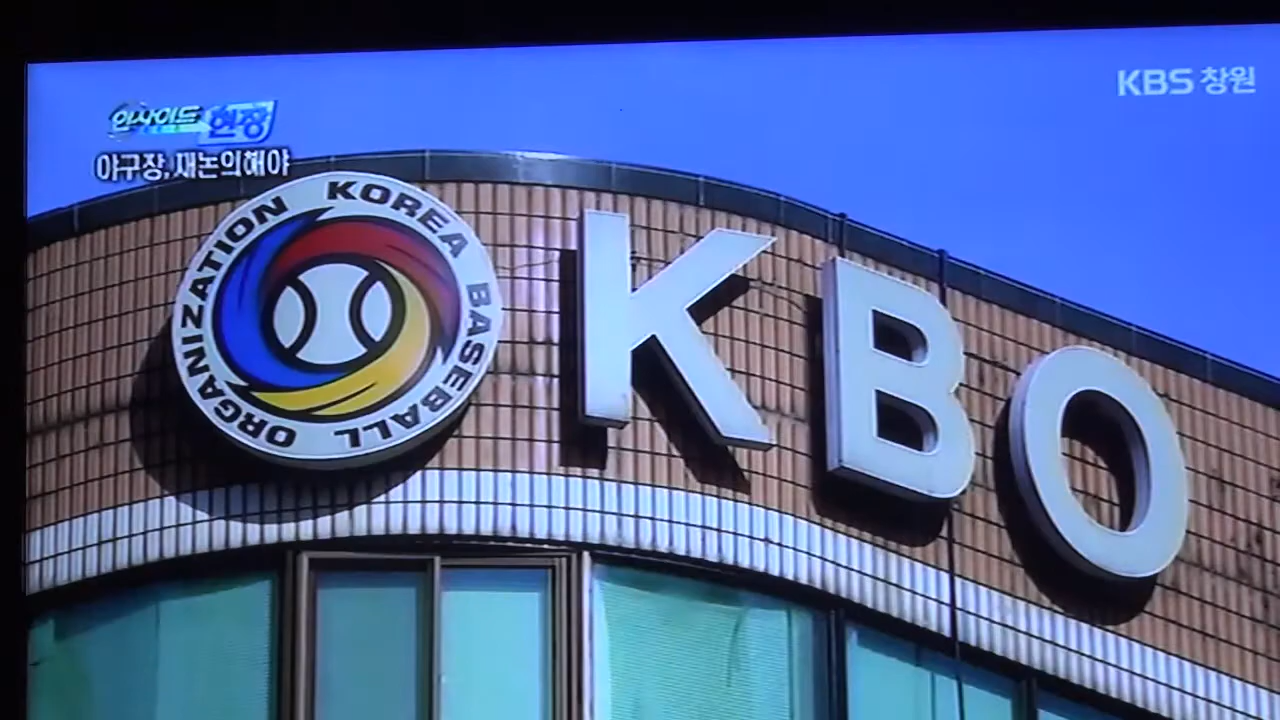 KBS 창원
인사이드 현장
야구장, 재논의해야
KOREA BASEBALL ORGANIZATION
KBO